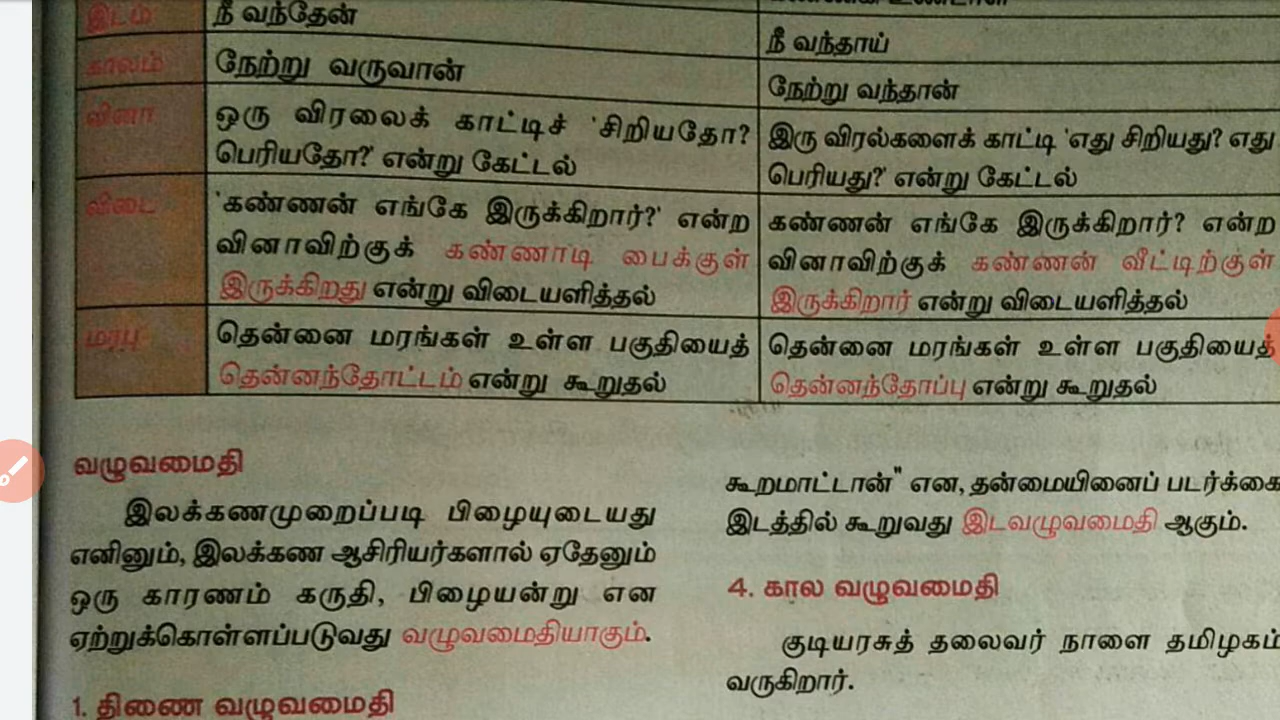 இடம்
நீ வந்தேன்
நீ வந்தாய்
காலம்
நேற்று வருவான்
நேற்று வந்தான்
வினா
ஒரு விரலைக் காட்டிச் 'சிறியதோ?
பெரியதோ?' என்று கேட்டல்
இரு விரல்களைக் காட்டி 'எது சிறியது? எது
பெரியது?' என்று கேட்டல்
விடை
'கண்ணன் எங்கே இருக்கிறார்?' என்ற
வினாவிற்குக் கண்ணாடி பைக்குள்
இருக்கிறது என்று விடையளித்தல்
கண்ணன் எங்கே இருக்கிறார்? என்ற
வினாவிற்குக் கண்ணன் வீட்டிற்குள்
இருக்கிறார் என்று விடையளித்தல்
மரபு
தென்னை மரங்கள் உள்ள பகுதியைத்
தென்னந்தோட்டம் என்று கூறுதல்
தென்னை மரங்கள் உள்ள பகுதியைத்
தென்னந்தோப்பு என்று கூறுதல்
வழுவமைதி
இலக்கணமுறைப்படி பிழையுடையது
எனினும், இலக்கண ஆசிரியர்களால் ஏதேனும்
ஒரு காரணம் கருதி, பிழையன்று என
ஏற்றுக்கொள்ளப்படுவது வழுவமைதியாகும்.
1. திணை வழுவமைதி
கூறமாட்டான்" என, தன்மையினைப் படர்க்கை
இடத்தில் கூறுவது இடவழுவமைதி ஆகும்.
4. கால வழுவமைதி
குடியரசுத் தலைவர் நாளை தமிழகம்
வருகிறார்.